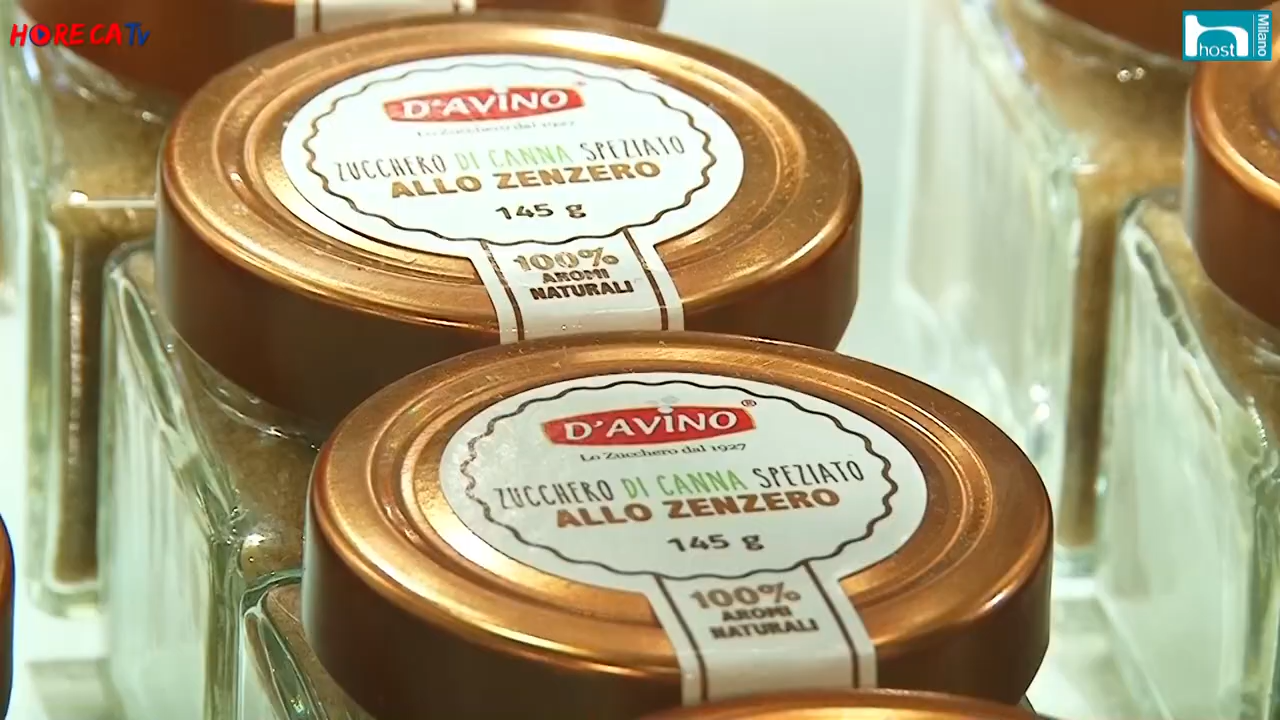 HORECATV
host
Milano
D'AVINO
Lo Zucchero dal 1927
ZUCCHERO DI CANNA SPEZIATO
ALLO ZENZERO
145 g
100%
AROMI
NATURALI
D'AVINO®
Lo Zucchero dal 1927
ZUCCHERO DI CANNA SPEZIATO
ALLO ZENZERO
145 g
100%
AROMI
NATURALI